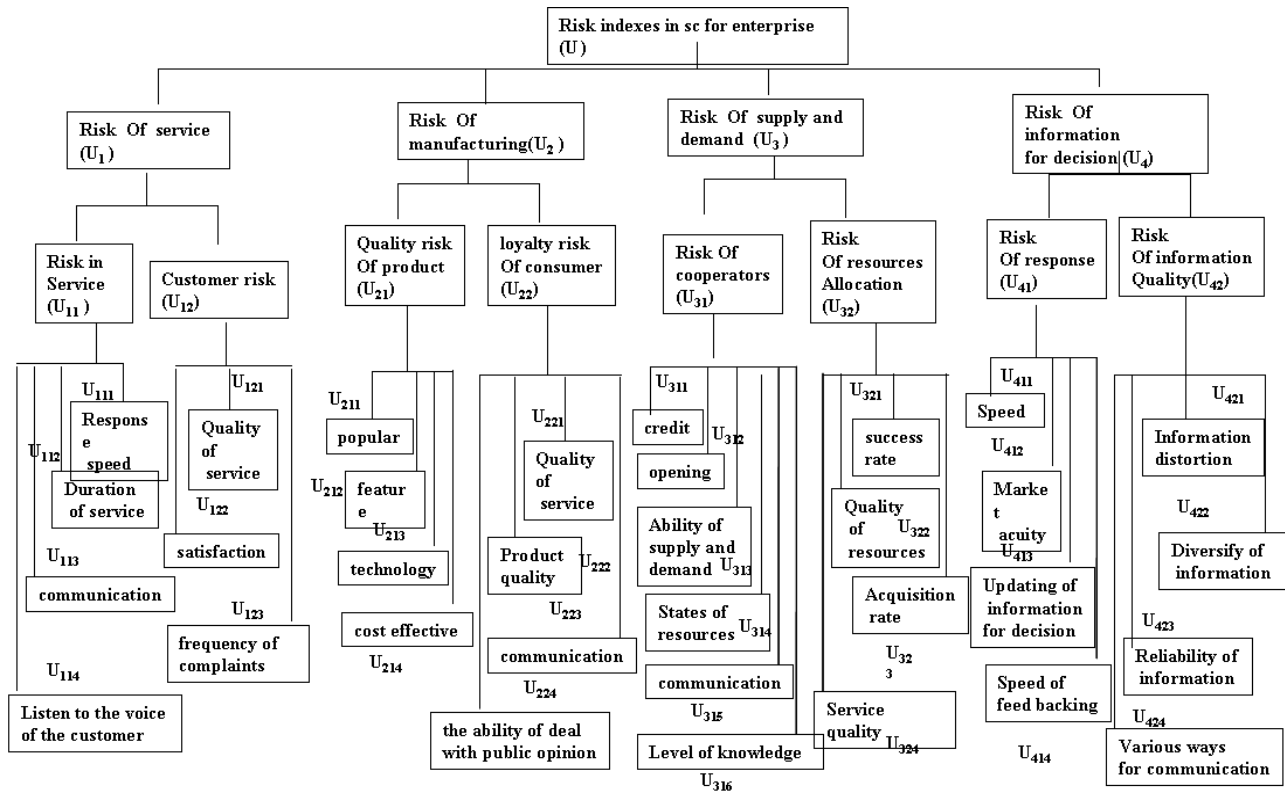 Risk indexes in sc for enterprise
(U)
Risk Of service
(U1)
Risk Of
manufacturing(U2)
Risk Of supply and
demand (U3)
Risk Of
information
for decision(U4)
Risk in
Service
(U11)
Customer risk
(U12)
Quality risk
Of product
(U21)
loyalty risk
Of consumer
(U22)
Risk Of
cooperators
(U31)
Risk
Of resources
Allocation
(U32)
Risk
Of response
(U41)
Risk
Of information
Quality(U42)
U111
Respons
e
speed
U112
Duration
of service
U113
communication
U114
Listen to the voice
of the customer
U121
Quality
of
service
U122
satisfaction
U123
frequency of
complaints
U211
popular
U212
featur
e
U213
technology
cost effective
U214
U221
Quality
of
service
Product
quality
U222
U223
communication
U224
the ability of deal
with public opinion
U311
credit
U312
opening
Ability of
supply and
demand
U313
States of
resources
U314
communication
U315
Level of knowledge
U316
U321
success
rate
Quality
of
resources
U322
Acquisition
rate
U32
3
Service
quality
U324
U411
Speed
U412
Marke
t
acuity
U413
Updating of
information
for decision
Speed of
feed backing
U414
U421
Information
distortion
U422
Diversify of
information
U423
Reliability of
information
U424
Various ways
for communication